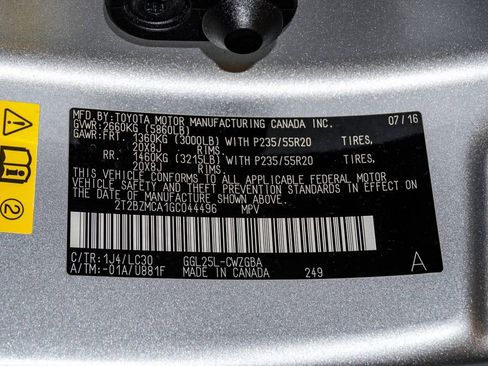 MFD.BY:TOYOTA MOTOR MANUFACTURING CANADA INC. 07/16
GVWR:2660KG (5860LB)
GAWR:FRT. 1360KG (3000LB) WITH P235/55R20 TIRES,
20X8J RIMS.
RR. 1460KG (3215LB) WITH P235/55R20 TIRES,
20X8J RIMS.
THIS VEHICLE CONFORMS TO ALL APPLICABLE FEDERAL MOTOR
VEHICLE SAFETY AND THEFT PREVENTION STANDARDS IN EFFECT
ON THE DATE OF MANUFACTURE SHOWN ABOVE.
2T2BZMCA1GC044496 MPV
C/TR:1J4/LC30 GGL25L-CWZGBA
A/TM:-01A/U881F MADE IN CANADA 249 A
2